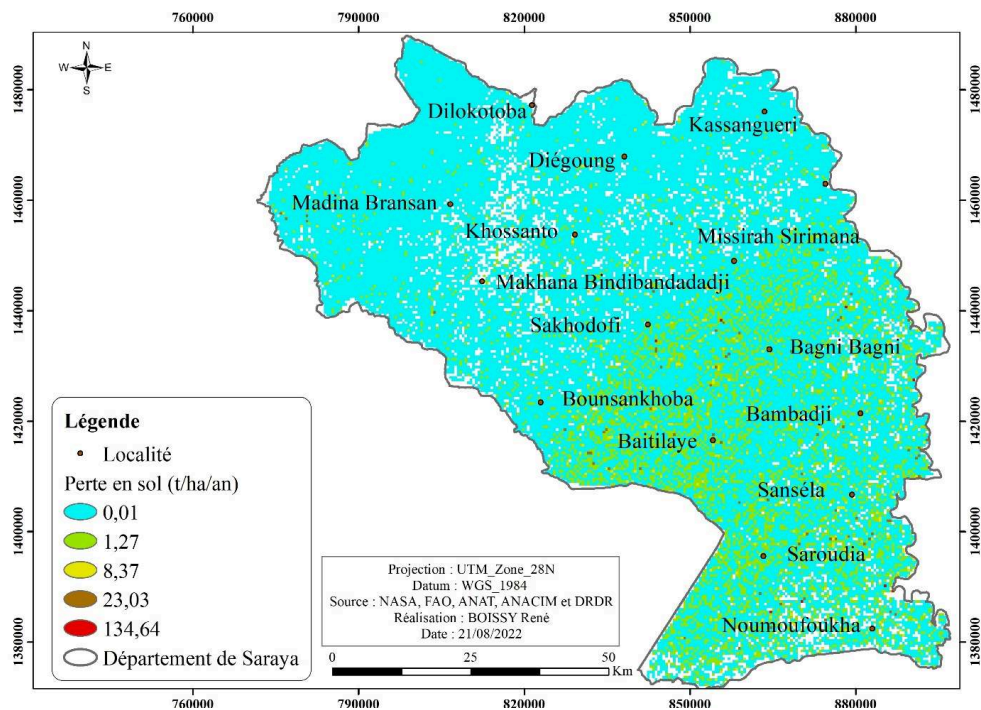 760000 790000 820000 850000 880000
N
W E
S
1480000 1480000
Dilokotoba
Kassangueri
Diégoung
1460000 1460000
Madina Bransan
Khossanto
Missirah Sirimana
Makhana Bindibandadadji
1440000 1440000
Sakhodofi
Bagni Bagni
Bounsankhoba
Bambadji
1420000 1420000
Baitilaye
Sanséla
1400000 1400000
Saroudia
Noumoufoukha
1380000 1380000
Légende
Localité
Perte en sol (t/ha/an)
0,01
1,27
8,37
23,03
134,64
Département de Saraya
Projection : UTM_Zone_28N
Datum : WGS_1984
Source : NASA, FAO, ANAT, ANACIM et DRDR
Réalisation : BOISSY René
Date : 21/08/2022
0 25 50
Km
760000 790000 820000 850000 880000